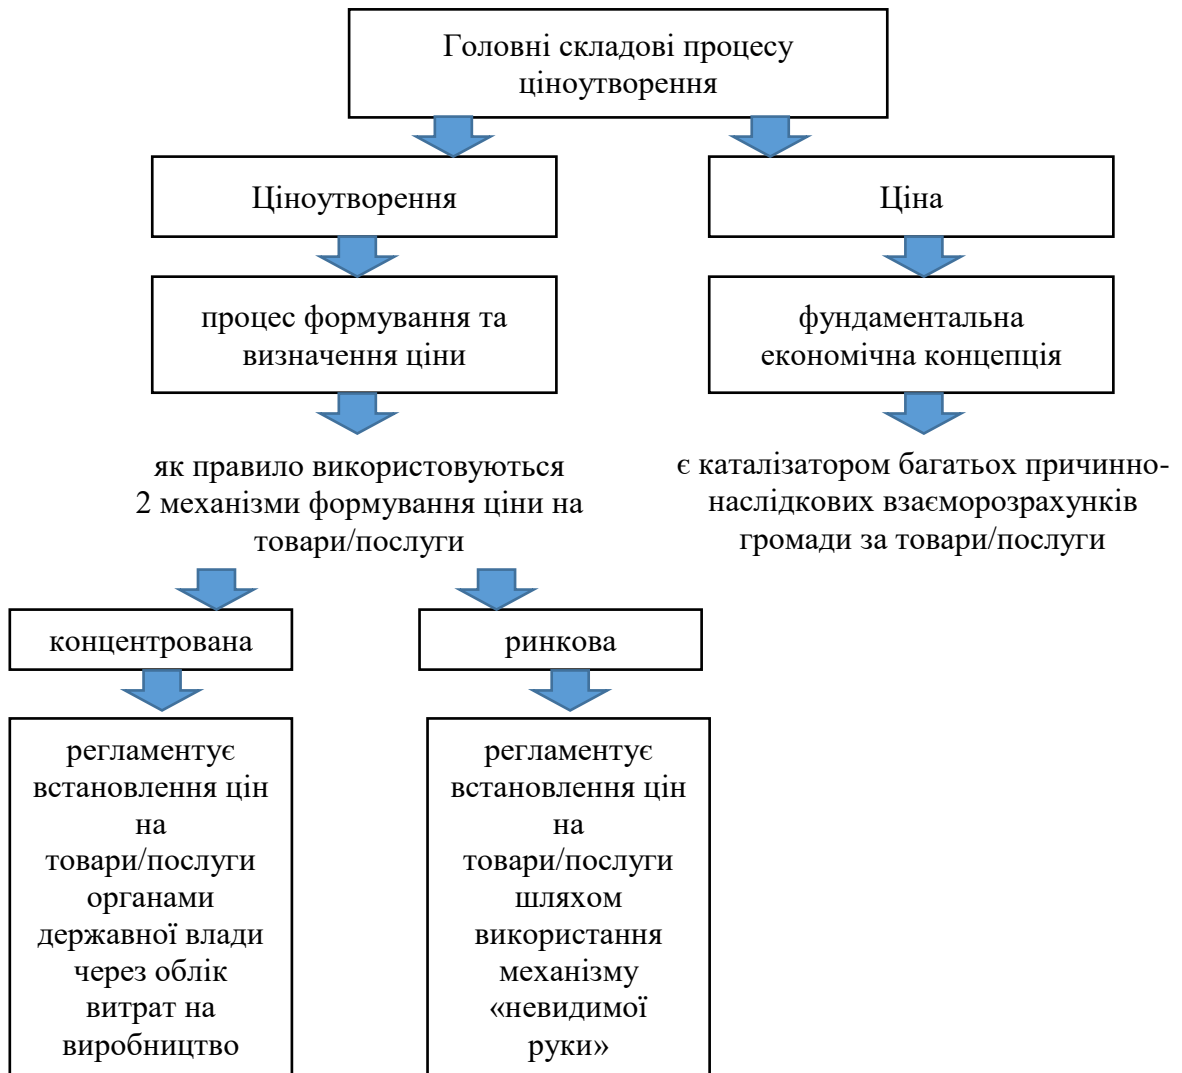 Головні складові процесу
ціноутворення
Ціноутворення
Ціна
процес формування та
визначення ціни
фундаментальна
економічна концепція
як правило використовуються
2 механізми формування ціни на
товари/послуги
є каталізатором багатьох причинно-
наслідкових взаєморозрахунків
громади за товари/послуги
концентрована
ринкова
регламентує
встановлення цін
на
товари/послуги
органами
державної влади
через облік
витрат на
виробництво
регламентує
встановлення цін
на
товари/послуги
шляхом
використання
механізму
«невидимої
руки»